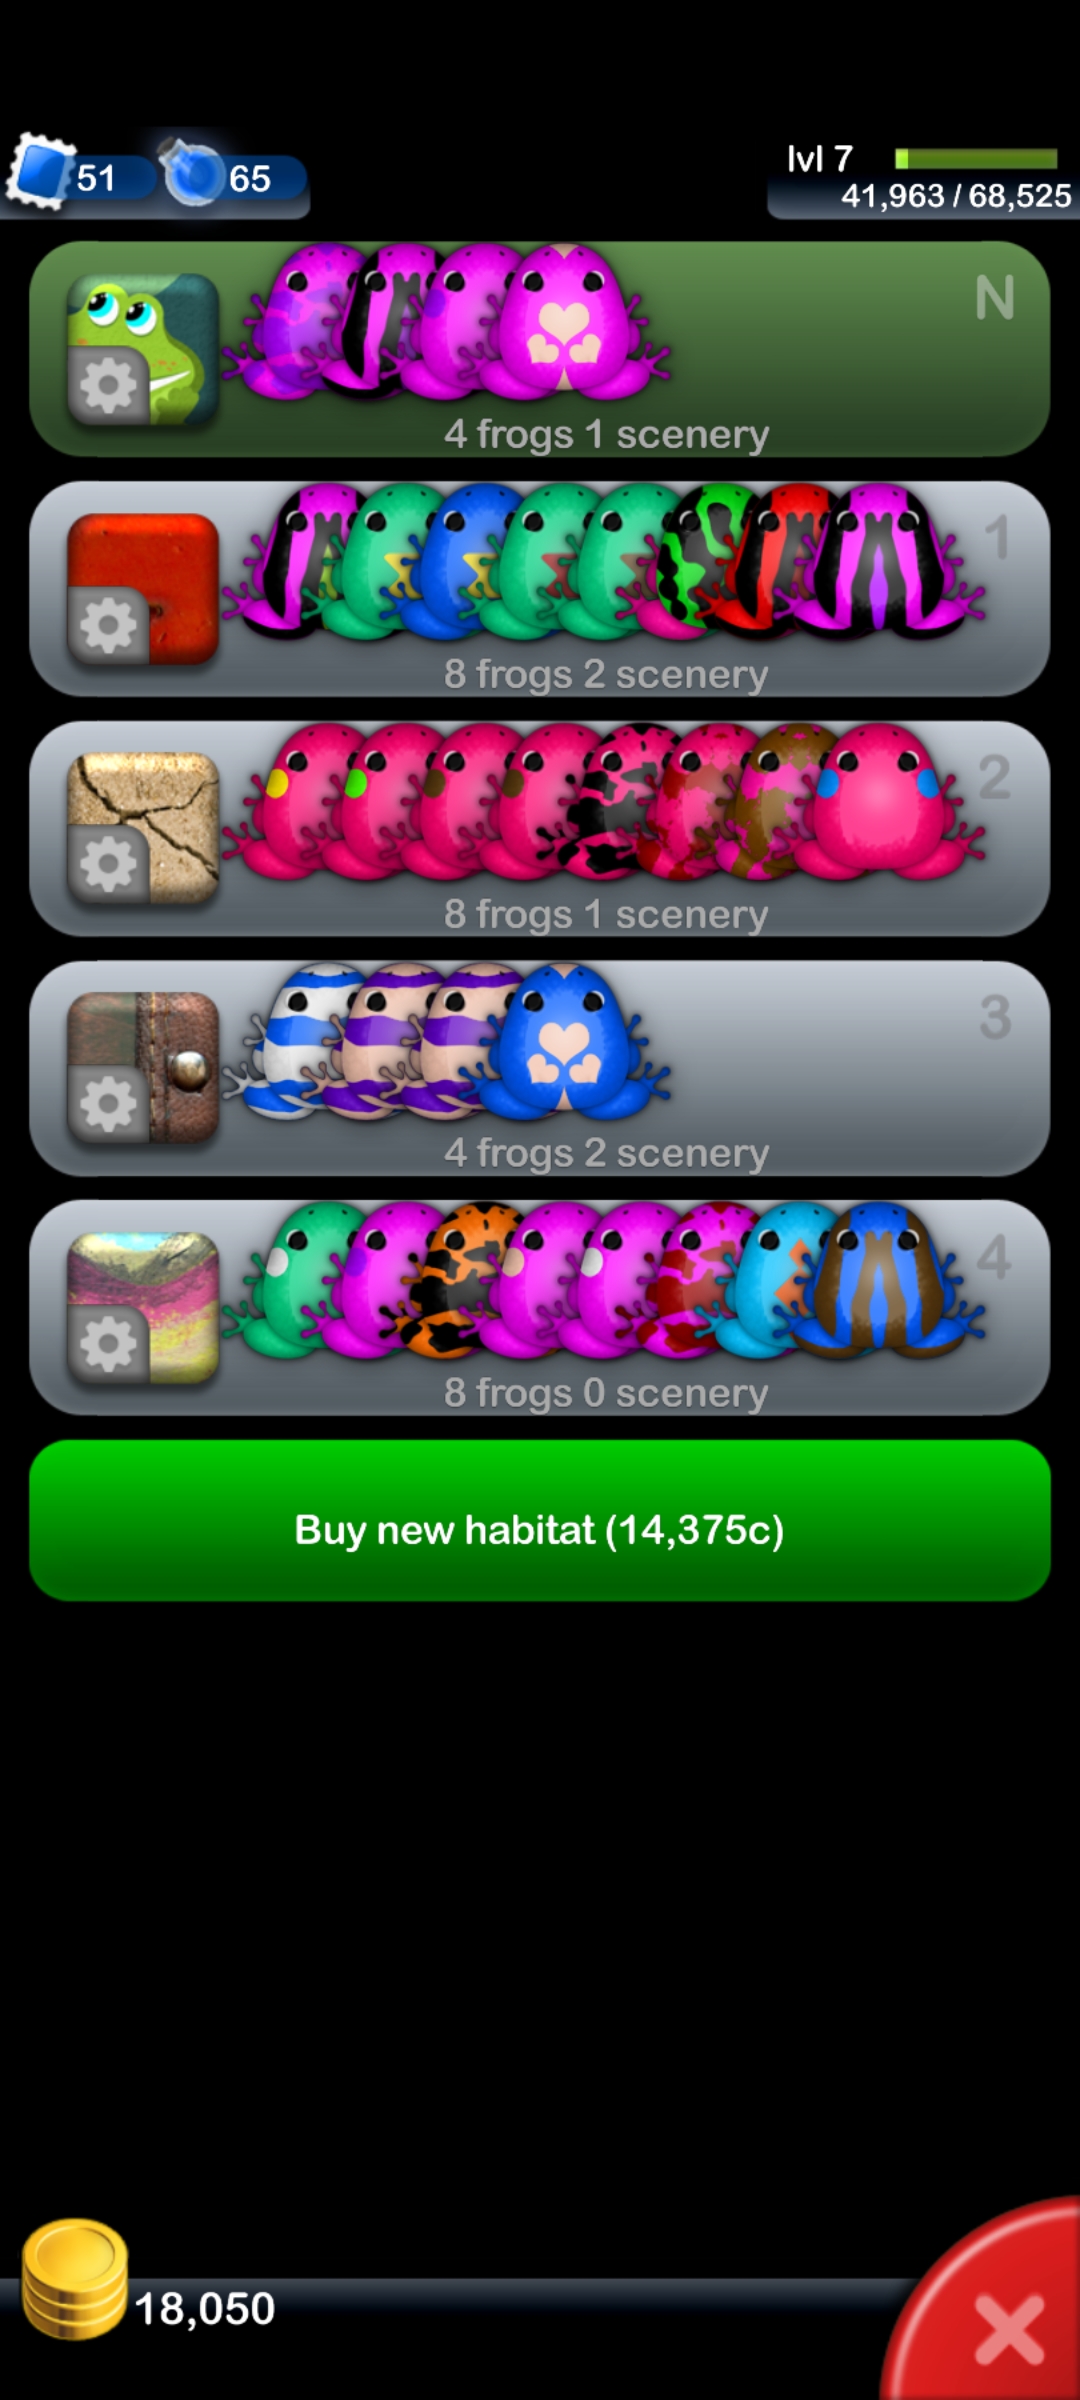 51
65
lvl 7
41,963 / 68,525
N
4 frogs 1 scenery
1
8 frogs 2 scenery
2
8 frogs 1 scenery
3
4 frogs 2 scenery
4
8 frogs 0 scenery
Buy new habitat (14,375c)
18,050